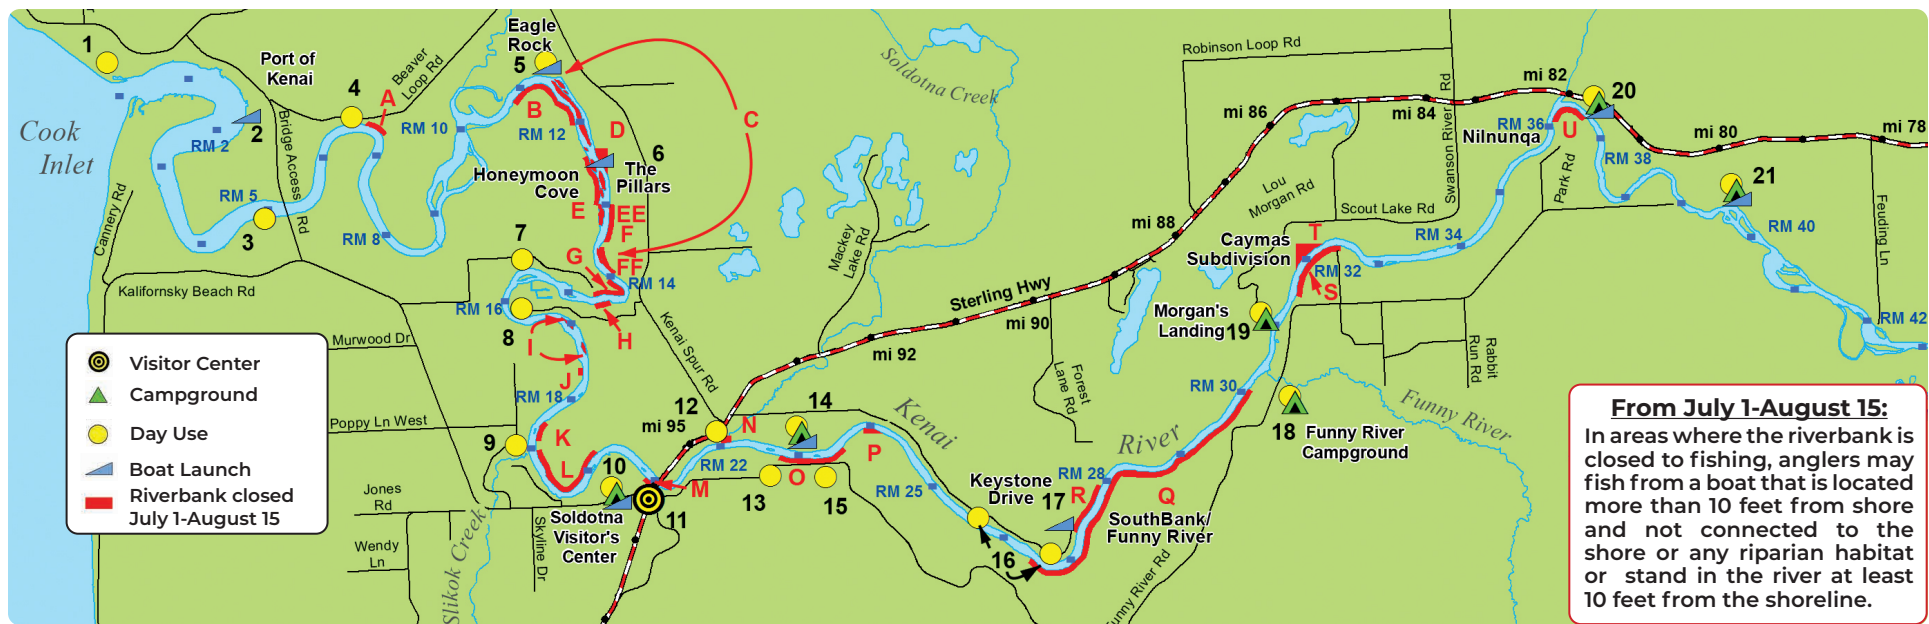 1
Port of
Kenai
Beaver
Loop Rd
Eagle
Rock
5
4
A
B
C
D
2
Cook
Inlet
RM 2
Bridge Access
Rd
RM 10
RM 12
Honeymoon
Cove
The
Pillars
6
RM 5
3
RM 8
Cannery Rd
Kalifornsky Beach Rd
E
EE
F
FF
G
H
7
RM 14
RM 16
8
I
J
Murwood Dr
RM 18
Poppy Ln West
9
K
L
10
Jones
Rd
Wendy
Ln
Slikok Creek
Skyline Dr
Soldotna
Visitor's
Center
11
M
mi 95
12
N
RM 22
Kenai Spur Rd
Soldotna
Creek
Mackey
Lake Rd
Sterling Hwy
mi 92
mi 90
mi 88
mi 86
mi 84
mi 82
mi 80
mi 78
13
14
O
15
P
Kenai
River
RM 25
Keystone
Drive
16
17
RM 28
R
Q
SouthBank/
Funny River
Funny River Rd
Forest
Lane Rd
RM 30
18
Funny River
Campground
Funny River
Morgan's
Landing
19
Caymas
Subdivision
T
S
RM 32
RM 34
Robinson Loop Rd
Swanson River Rd
Lou
Morgan Rd
Scout Lake Rd
Rabbit
Run Rd
Nilnunqa
RM 36
U
20
RM 38
Park Rd
21
RM 40
RM 42
Feuding Ln
Visitor Center
Campground
Day Use
Boat Launch
Riverbank closed
July 1-August 15
From July 1-August 15:
In areas where the riverbank is
closed to fishing, anglers may
fish from a boat that is located
more than 10 feet from shore
and not connected to the
shore or any riparian habitat
or stand in the river at least
10 feet from the shoreline.